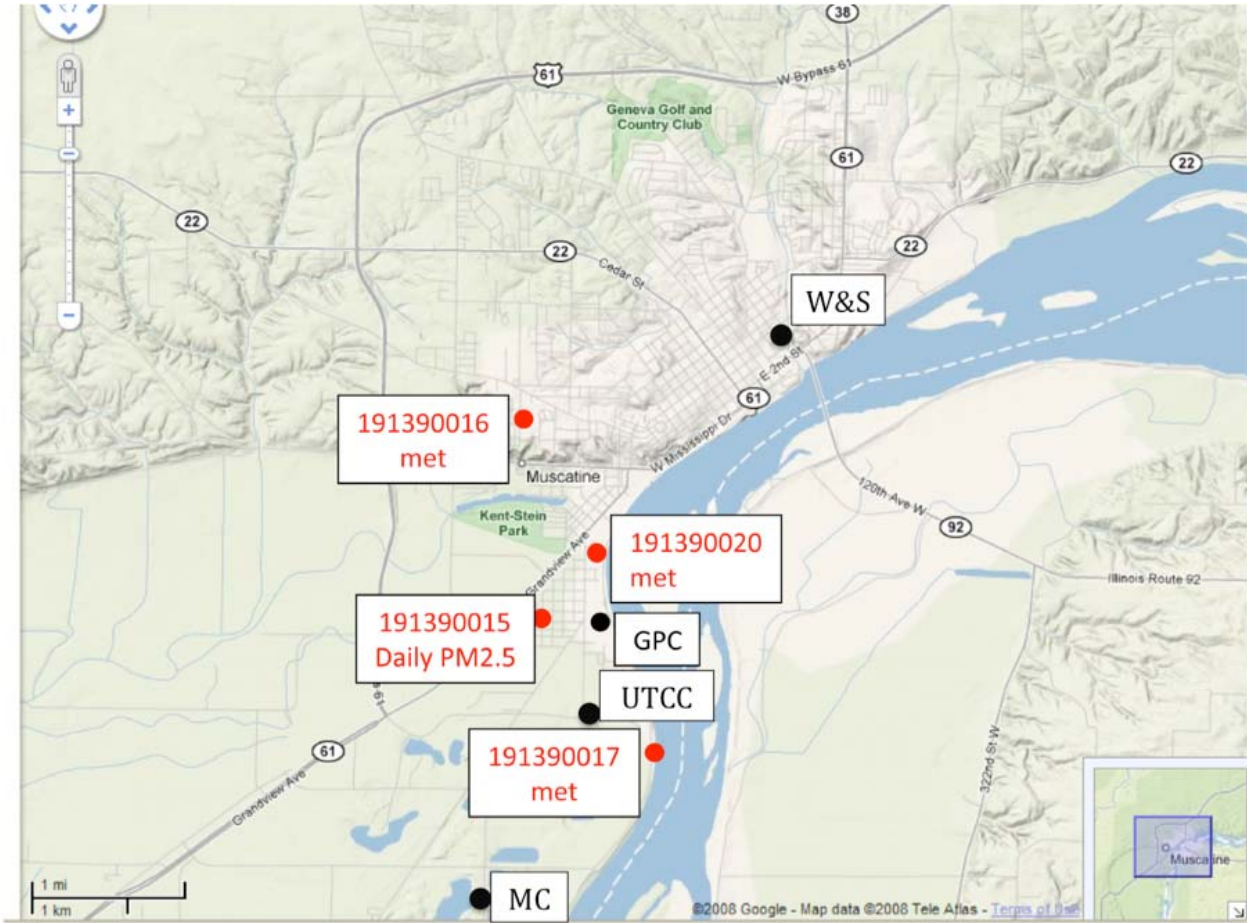 38
61
W Bypass 61
Geneva Golf and
Country Club
61
22
22
22
22
Cedar St
W&S
E 2nd St
61
W Mississippi Dr
191390016
met
Muscatine
Kent-Stein
Park
120th Ave W
92
Illinois Route 92
191390020
met
Grandview Ave
191390015
Daily PM2.5
GPC
61
UTCC
191390017
met
61
322nd St W
Grandview Ave
Muscatine
1 mi
1 km
MC
©2008 Google - Map data ©2008 Tele Atlas - Terms of Use